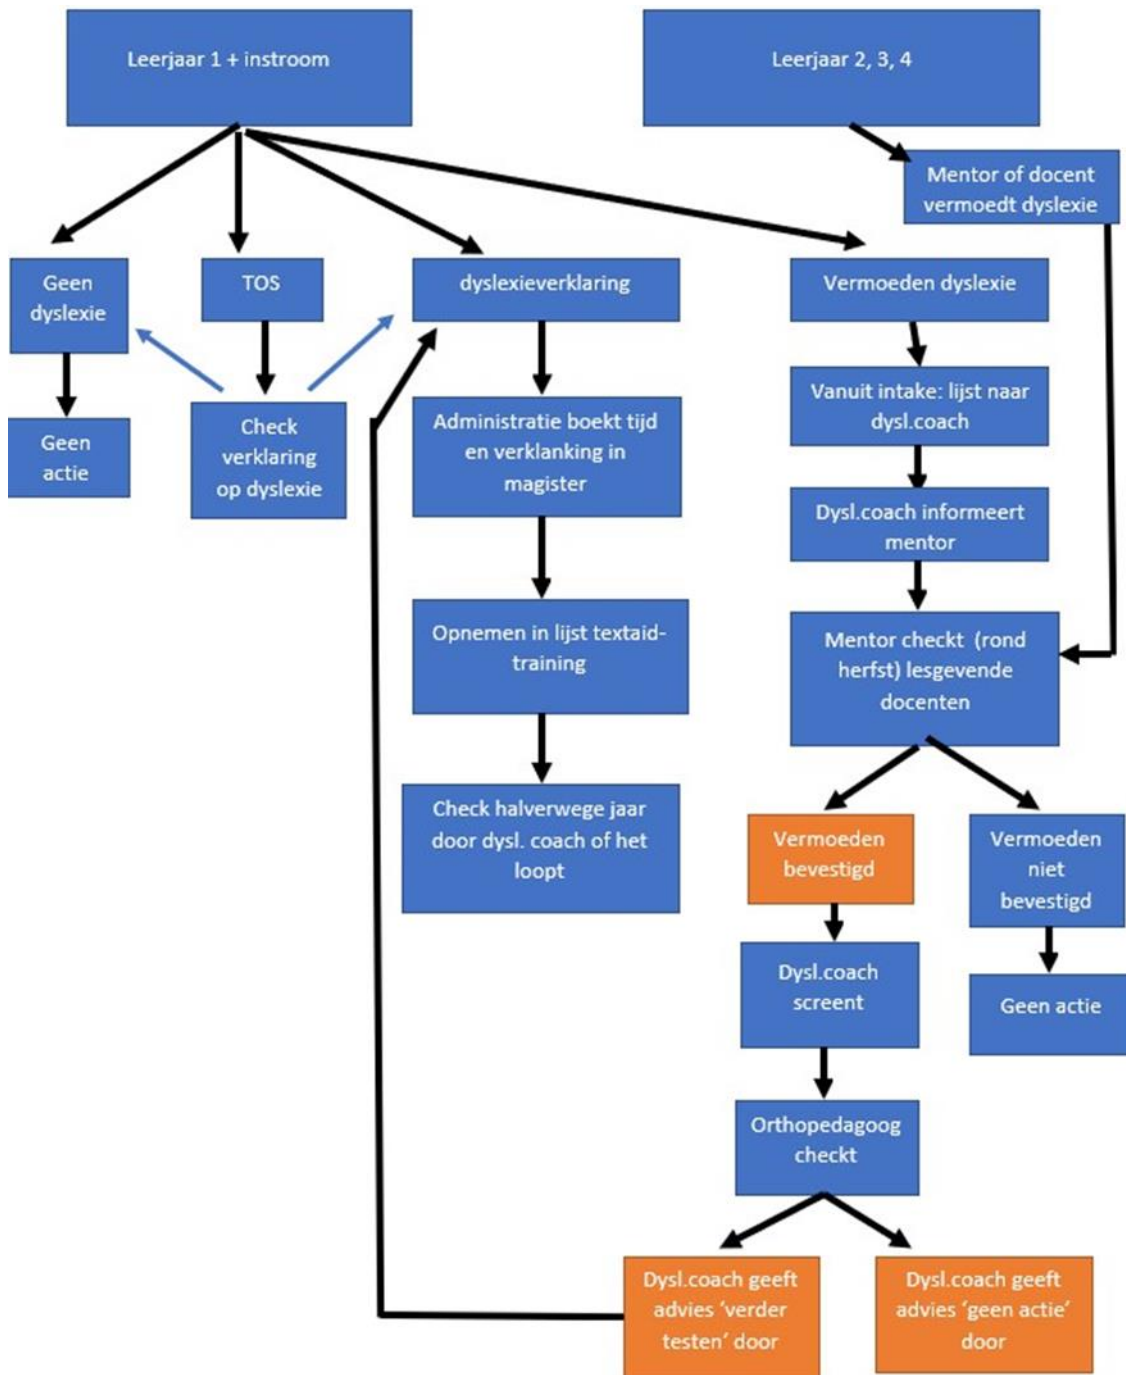 Leerjaar 1 + instroom
Leerjaar 2, 3, 4
Mentor of docent
vermoedt dyslexie
Geen
dyslexie
TOS
dyslexieverklaring
Vermoeden dyslexie
Geen
actie
Check
verklaring
op dyslexie
Administratie boekt tijd
en verklanking in
magister
Vanuit intake: lijst naar
dysl.coach
Dysl.coach informeert
mentor
Opnemen in lijst textaid-
training
Mentor checkt (rond
herfst) lesgevende
docenten
Check halverwege jaar
door dysl. coach of het
loopt
Vermoeden
bevestigd
Vermoeden
niet
bevestigd
Dysl.coach
screent
Geen actie
Orthopedagoog
checkt
Dysl.coach geeft
advies ‘verder
testen’ door
Dysl.coach geeft
advies ‘geen actie’
door